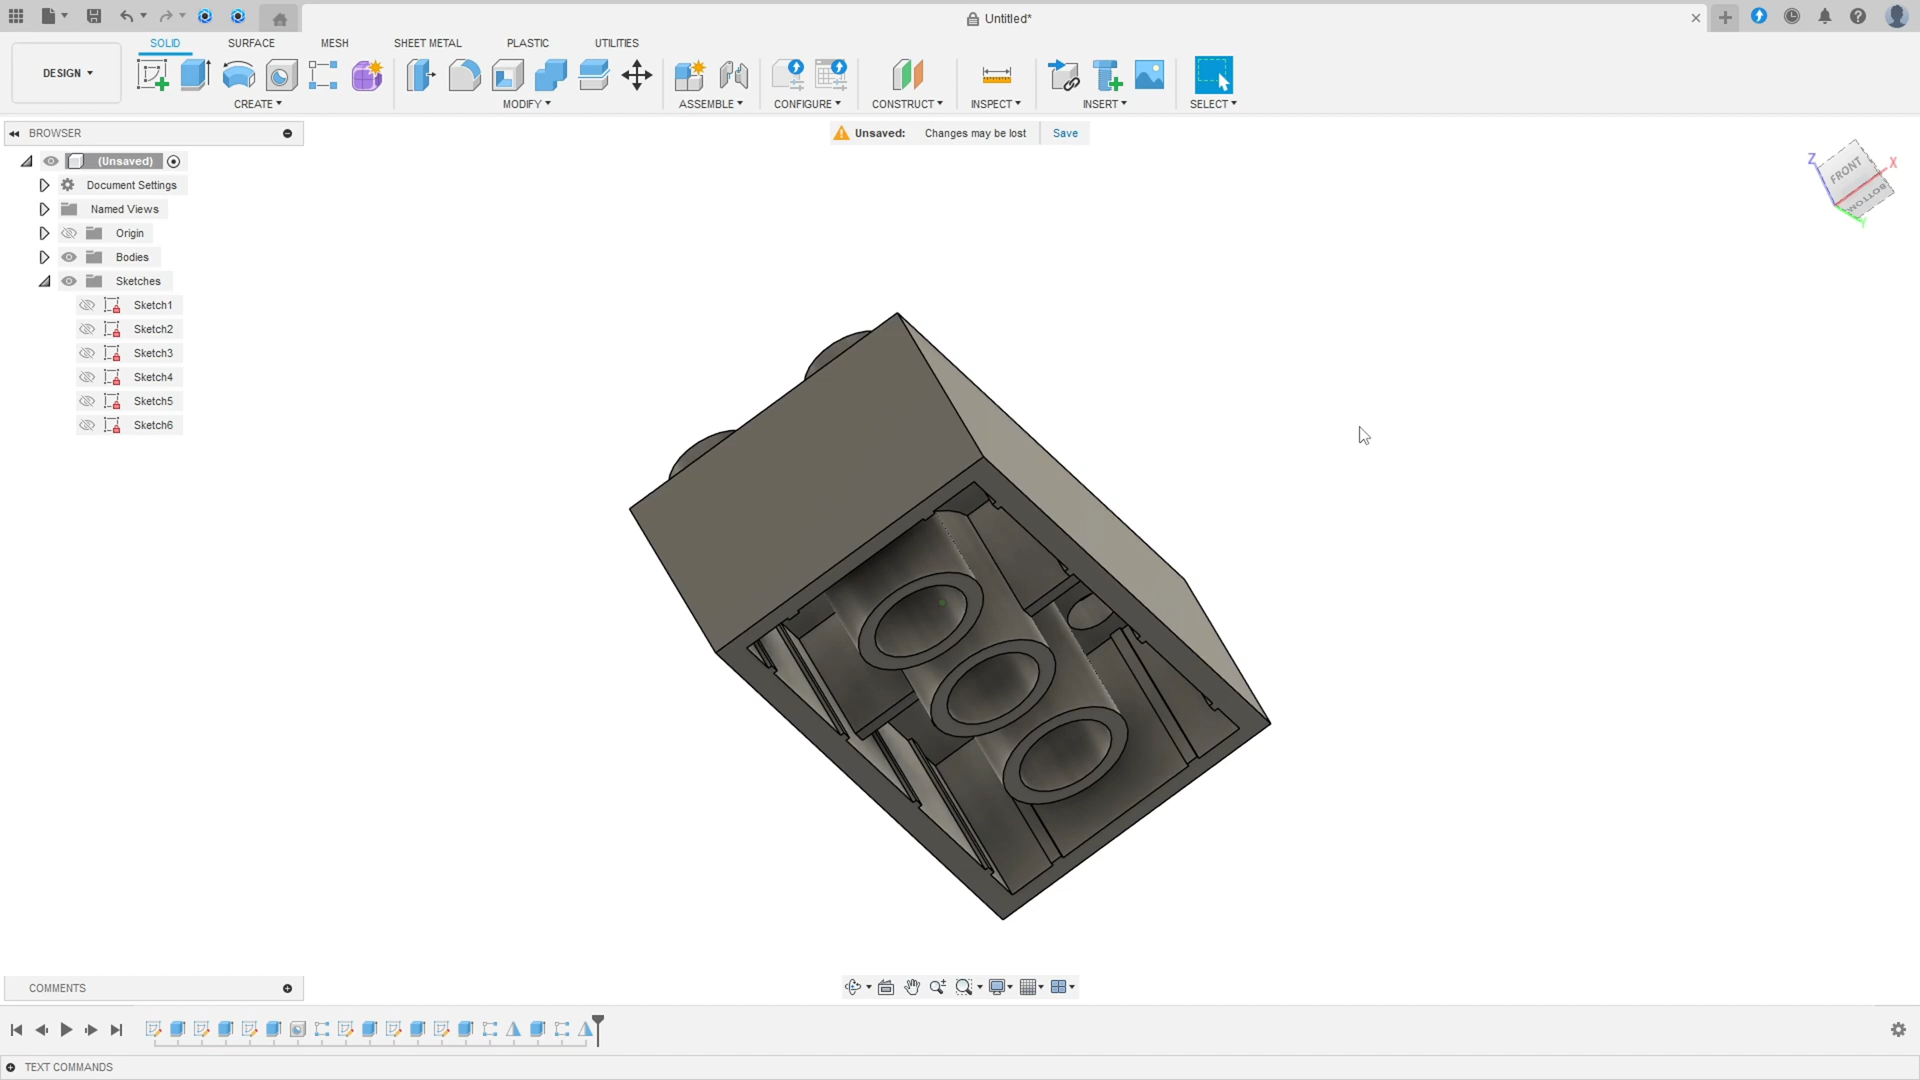 Untitled*
SOLID SURFACE MESH SHEET METAL PLASTIC UTILITIES
DESIGN
CREATE MODIFY ASSEMBLE CONFIGURE CONSTRUCT INSPECT INSERT SELECT
BROWSER
Unsaved: Changes may be lost Save
(Unsaved)
Document Settings
Named Views
Origin
Bodies
Sketches
Sketch1
Sketch2
Sketch3
Sketch4
Sketch5
Sketch6
Z X
FRONT
BOTTOM
Y
COMMENTS
TEXT COMMANDS